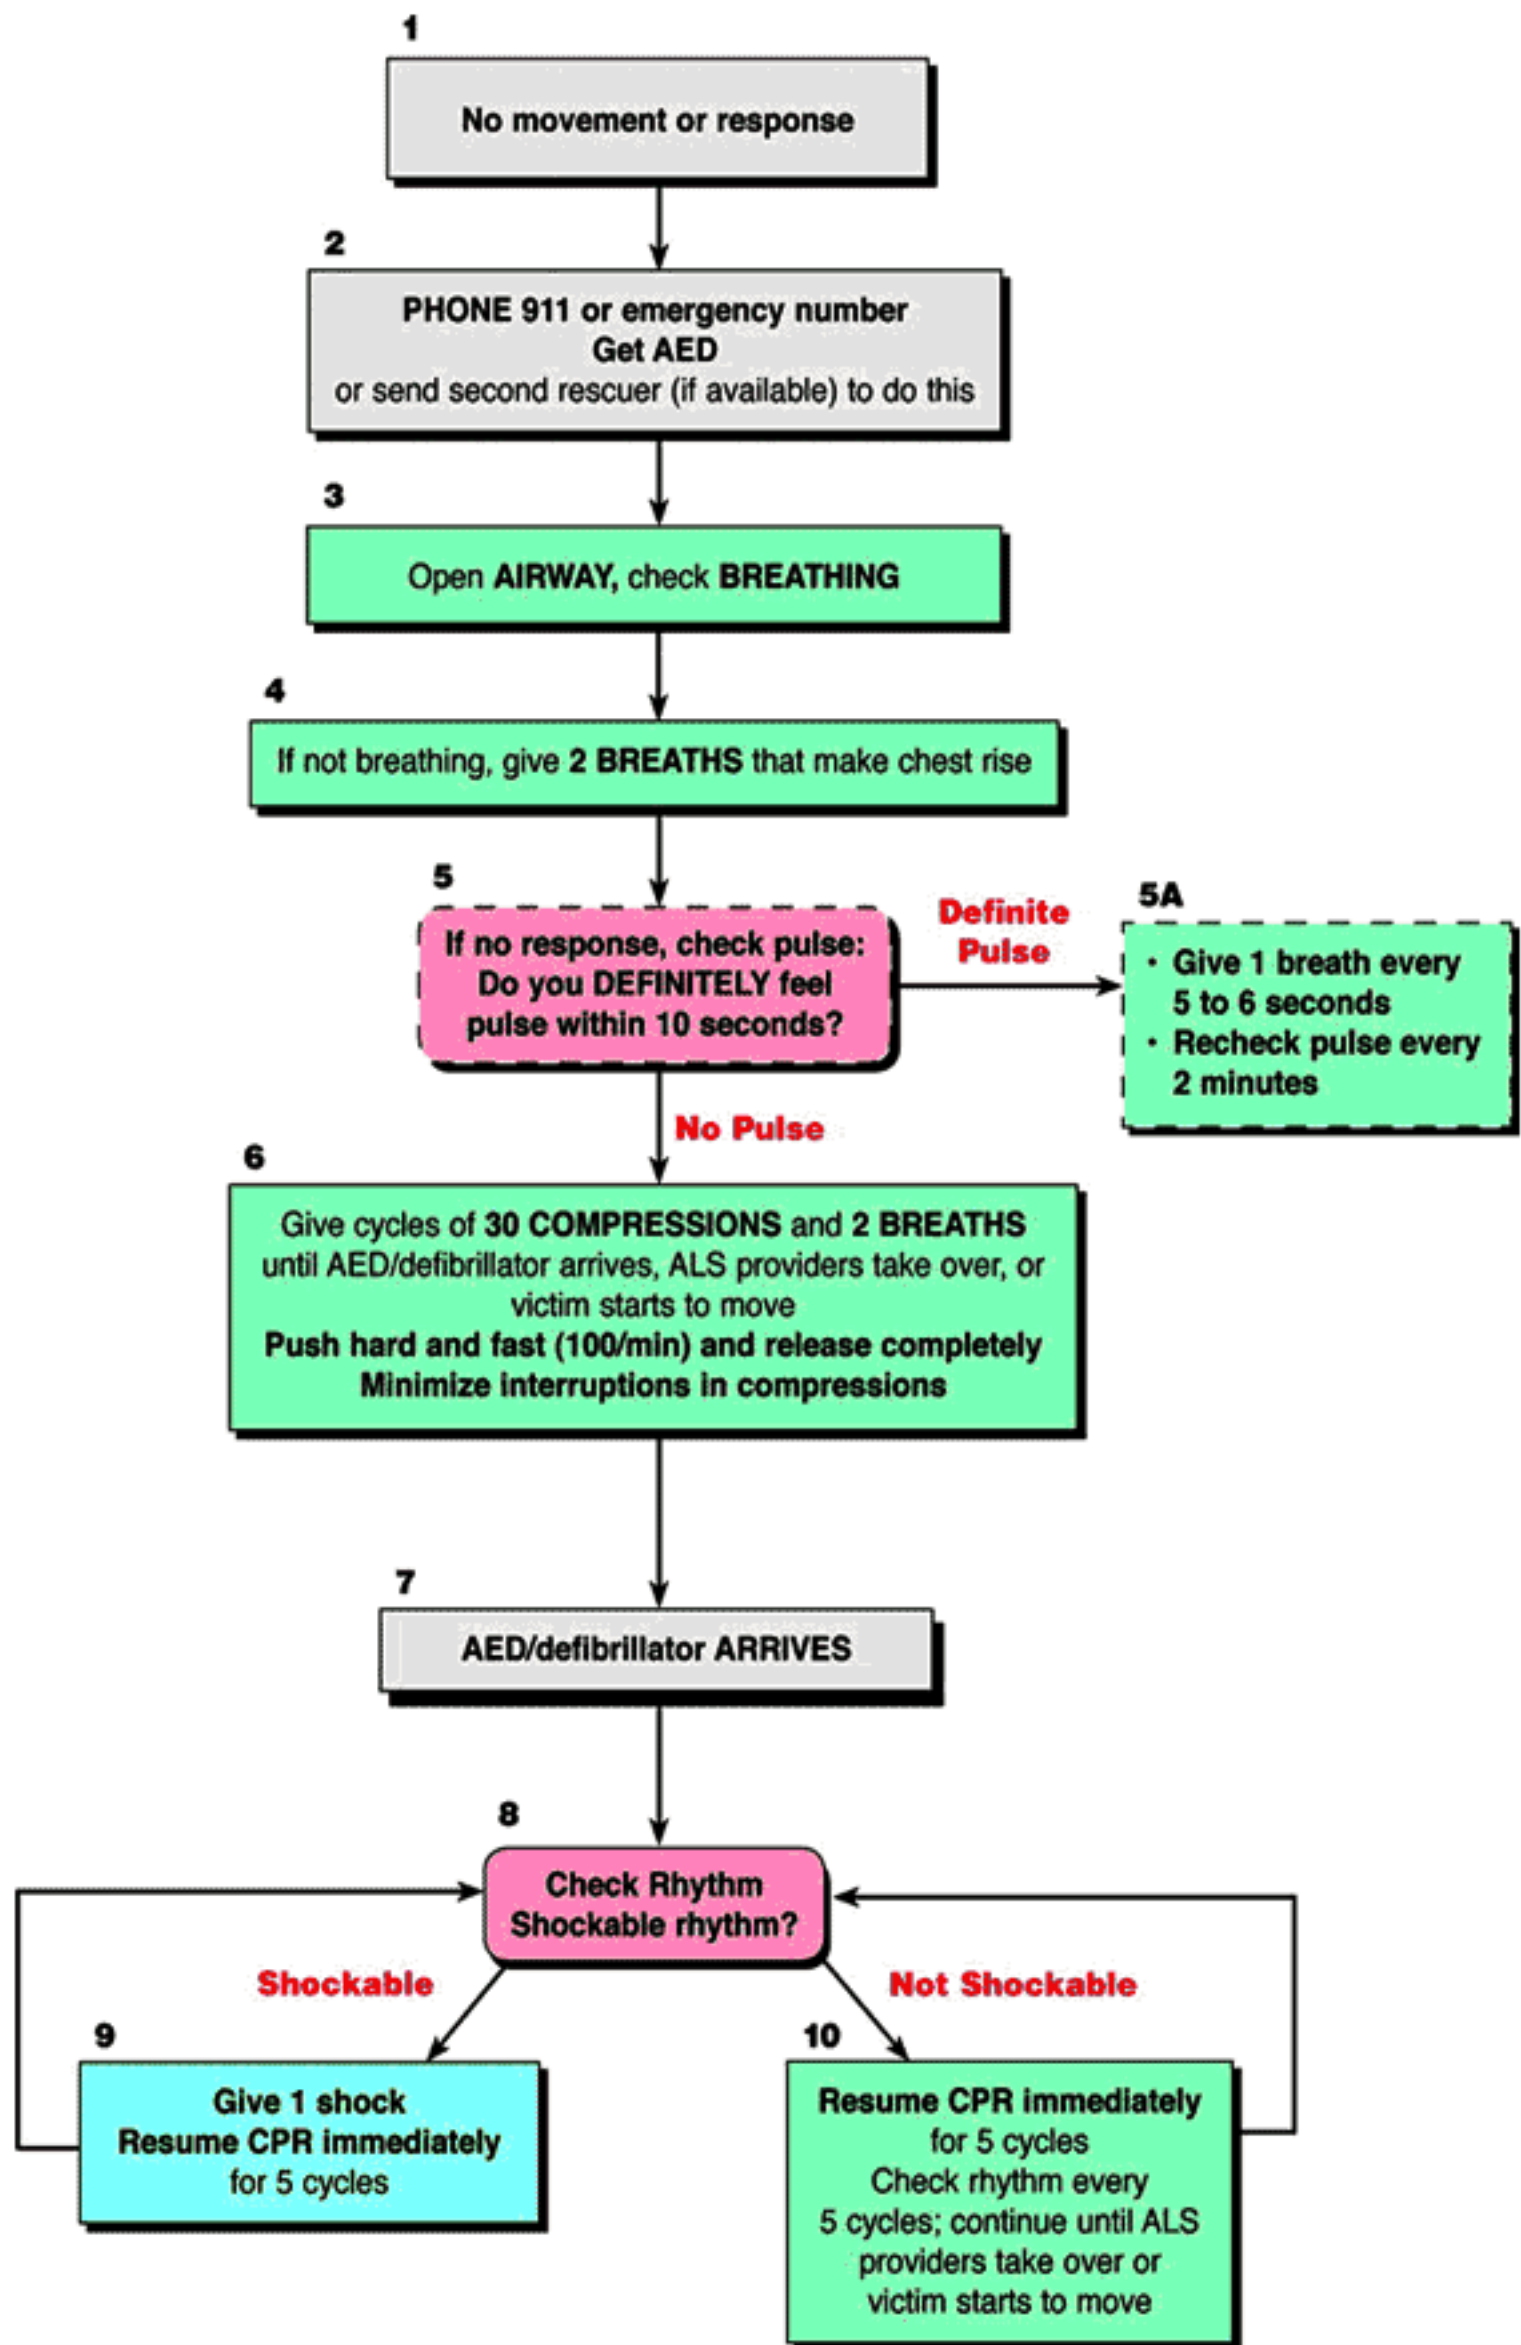 1
No movement or response
2
PHONE 911 or emergency number
Get AED
or send second rescuer (if available) to do this
3
Open AIRWAY, check BREATHING
4
If not breathing, give 2 BREATHS that make chest rise
5
If no response, check pulse:
Do you DEFINITELY feel
pulse within 10 seconds?
Definite
Pulse
5A
• Give 1 breath every
5 to 6 seconds
• Recheck pulse every
2 minutes
No Pulse
6
Give cycles of 30 COMPRESSIONS and 2 BREATHS
until AED/defibrillator arrives, ALS providers take over, or
victim starts to move
Push hard and fast (100/min) and release completely
Minimize interruptions in compressions
7
AED/defibrillator ARRIVES
8
Check Rhythm
Shockable rhythm?
Shockable
Not Shockable
9
Give 1 shock
Resume CPR immediately
for 5 cycles
10
Resume CPR immediately
for 5 cycles
Check rhythm every
5 cycles; continue until ALS
providers take over or
victim starts to move